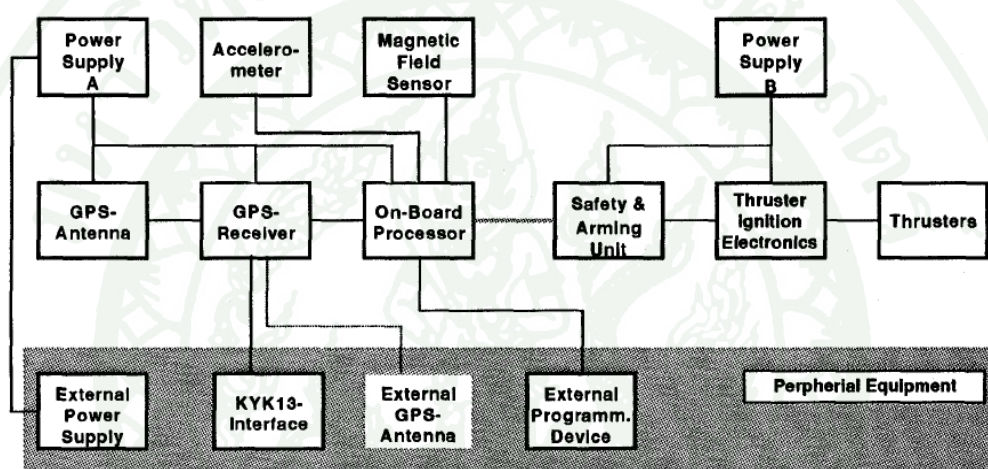 Power
Supply
A
Accelero-
meter
Magnetic
Field
Sensor
Power
Supply
B
GPS-
Antenna
GPS-
Receiver
On-Board
Processor
Safety &
Arming
Unit
Thruster
Ignition
Electronics
Thrusters
External
Power
Supply
KYK13-
Interface
External
GPS-
Antenna
External
Programm.
Device
Perpherial Equipment